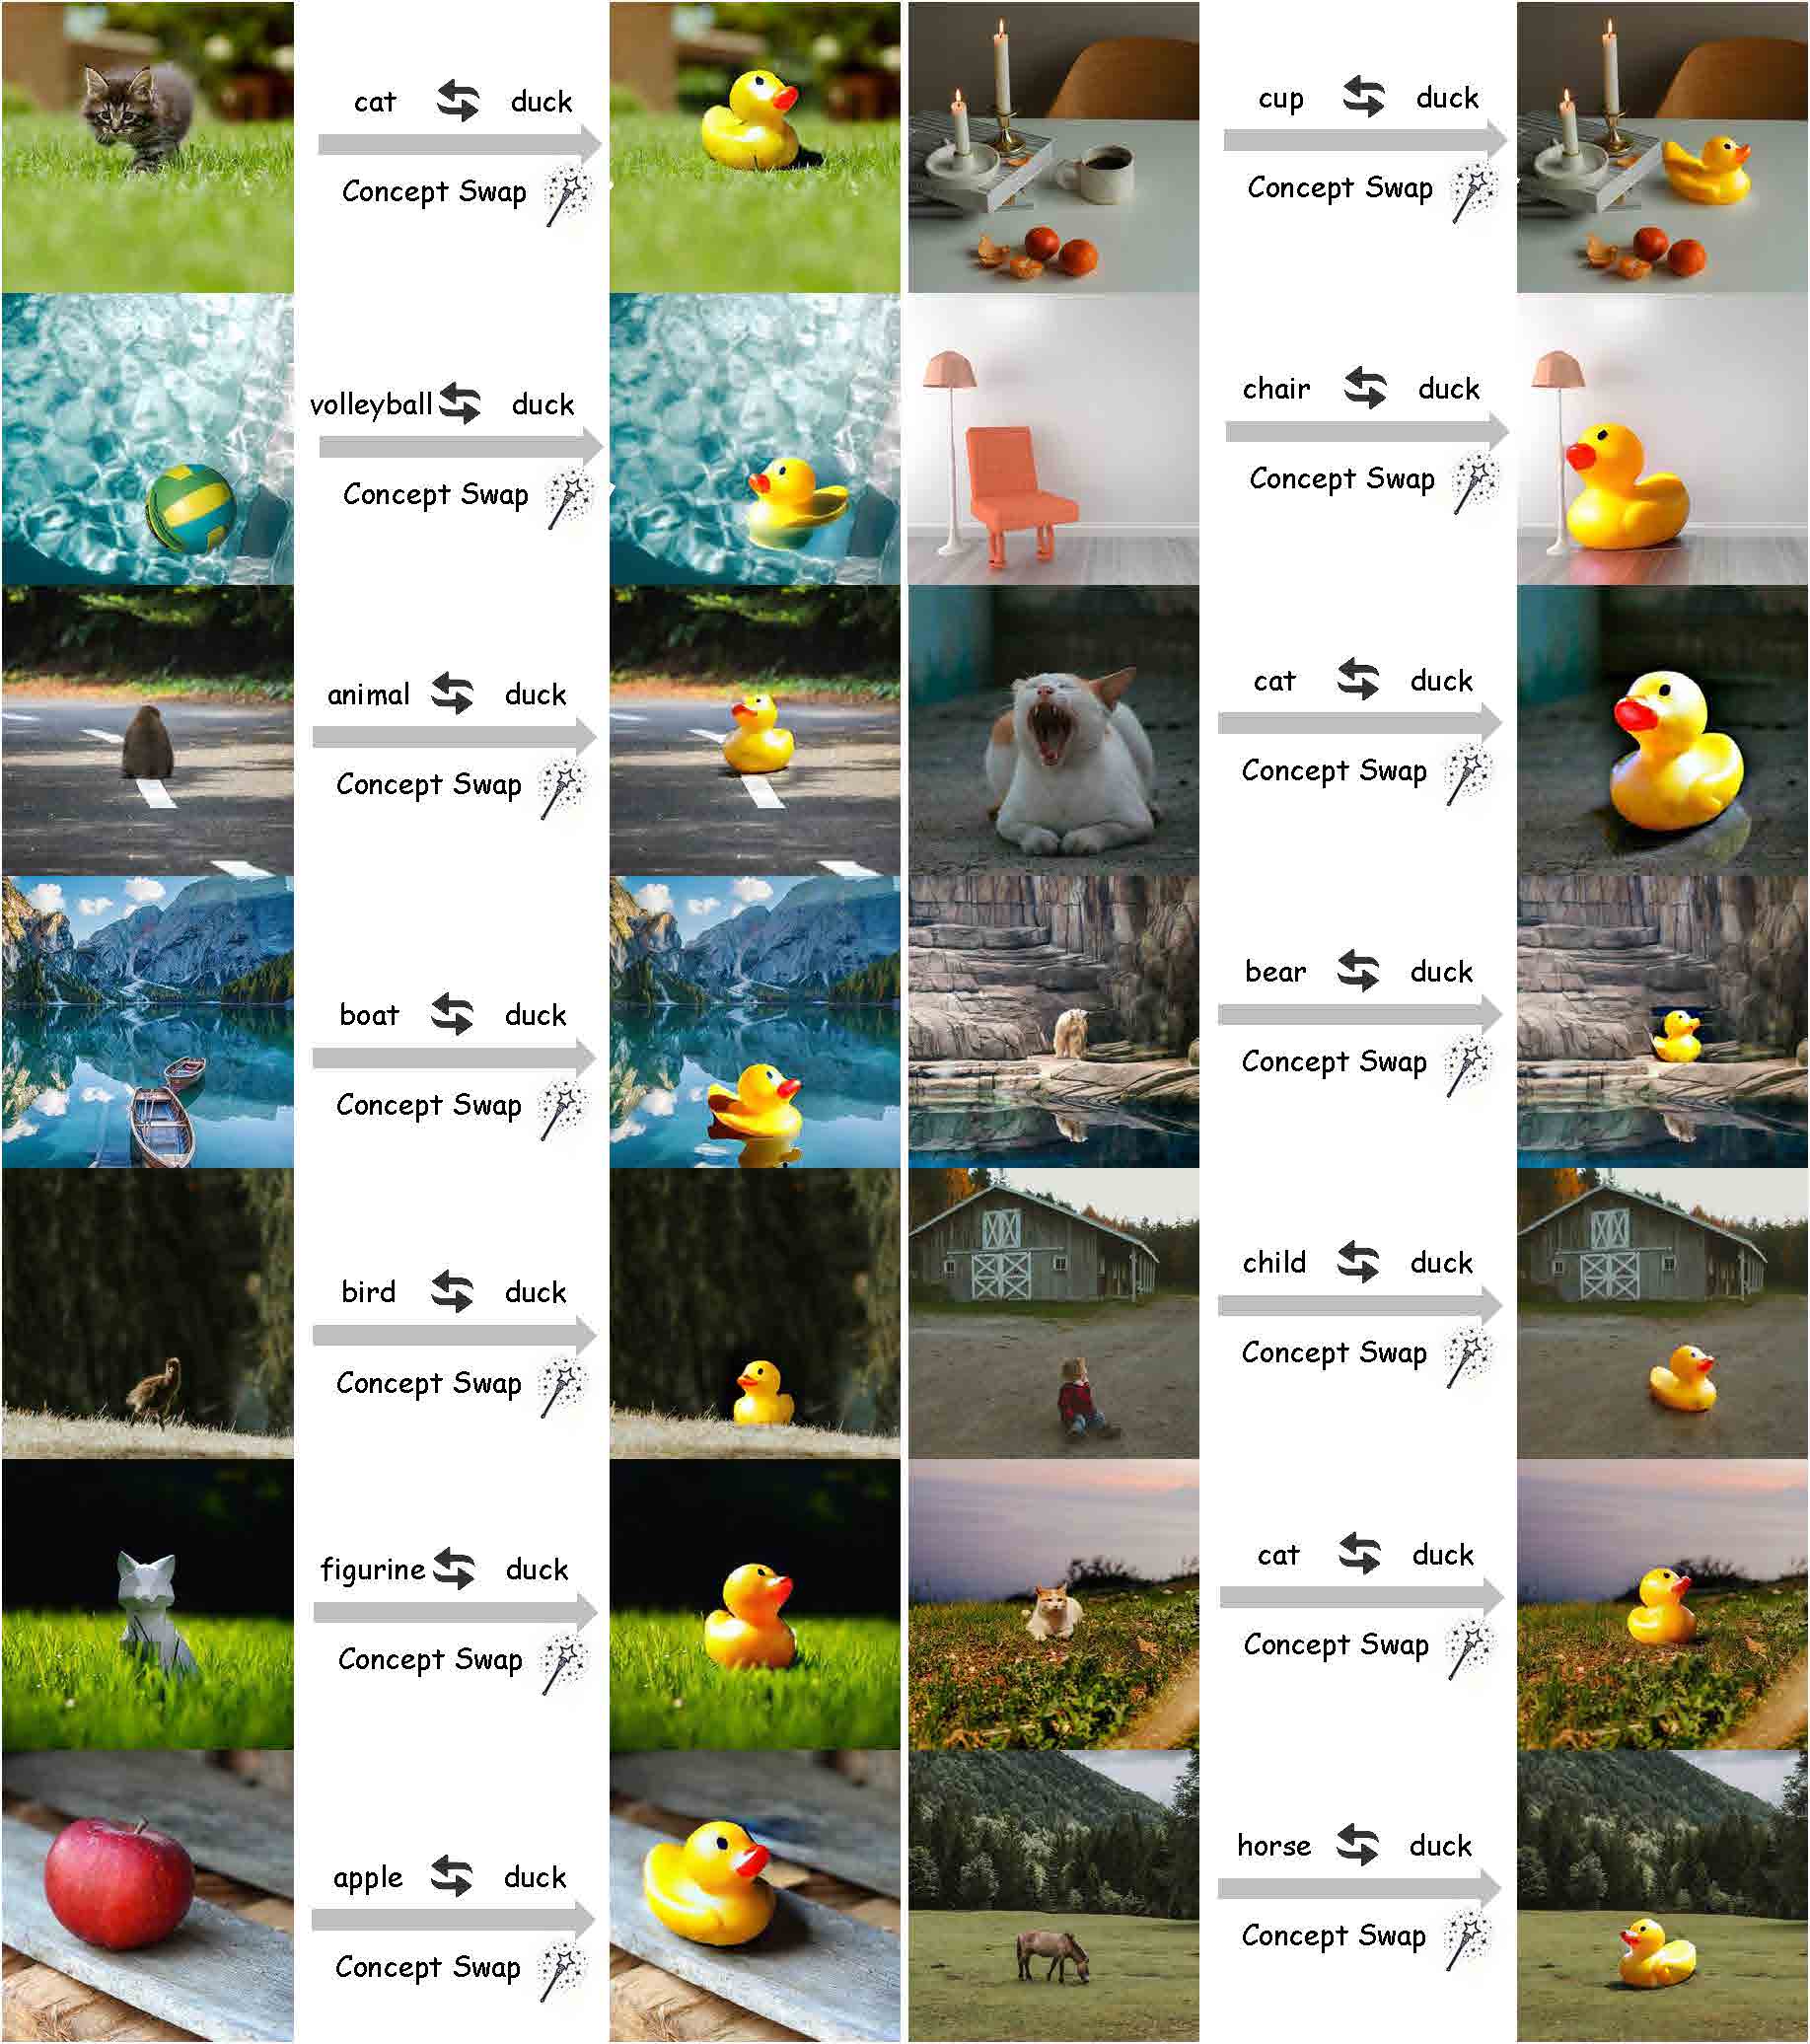 cat duck
Concept Swap
cup duck
Concept Swap
volleyball duck
Concept Swap
chair duck
Concept Swap
animal duck
Concept Swap
cat duck
Concept Swap
boat duck
Concept Swap
bear duck
Concept Swap
bird duck
Concept Swap
child duck
Concept Swap
figurine duck
Concept Swap
cat duck
Concept Swap
apple duck
Concept Swap
horse duck
Concept Swap